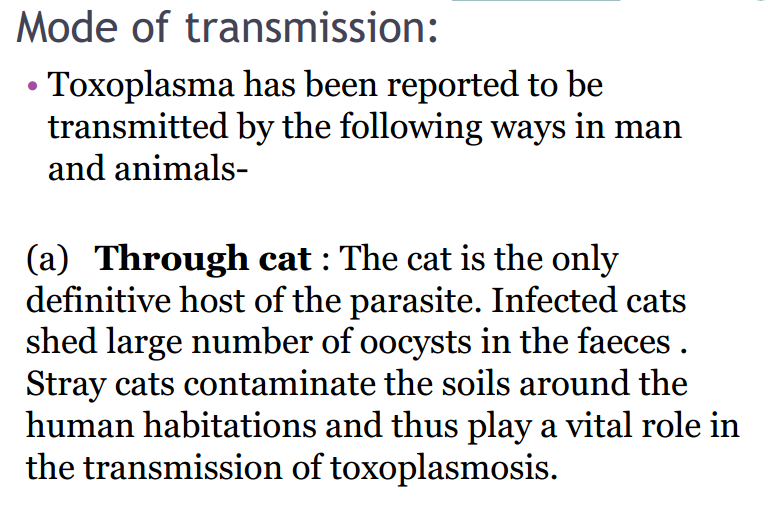 Mode of transmission:
• Toxoplasma has been reported to be
transmitted by the following ways in man
and animals-
(a) Through cat : The cat is the only
definitive host of the parasite. Infected cats
shed large number of oocysts in the faeces .
Stray cats contaminate the soils around the
human habitations and thus play a vital role in
the transmission of toxoplasmosis.